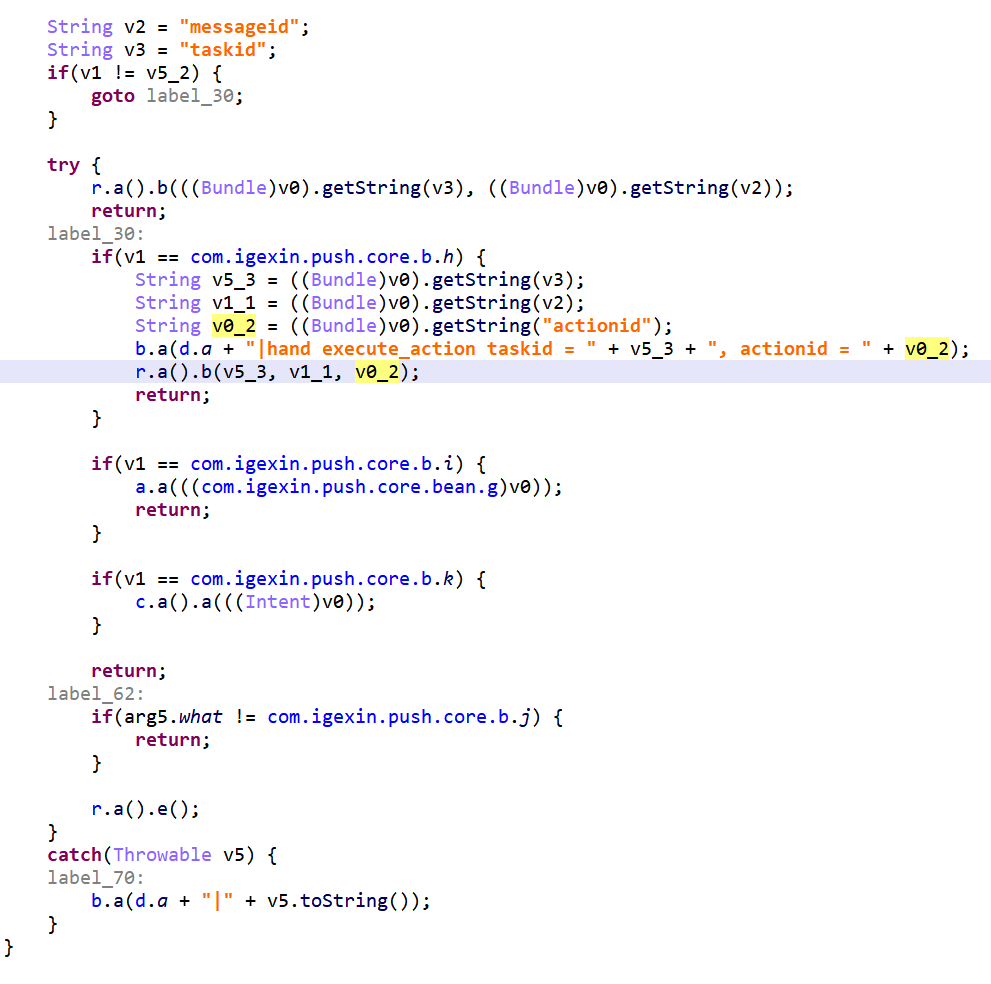 String v2 = "messageid";
String v3 = "taskid";
if(v1 != v5_2) {
goto label_30;
}
try {
r.a().b(((Bundle)v0).getString(v3), ((Bundle)v0).getString(v2));
return;
label_30:
if(v1 == com.igexin.push.core.b.h) {
String v5_3 = ((Bundle)v0).getString(v3);
String v1_1 = ((Bundle)v0).getString(v2);
String v0_2 = ((Bundle)v0).getString("actionid");
b.a(d.a + "|hand execute_action taskid = " + v5_3 + ", actionid = " + v0_2);
r.a().b(v5_3, v1_1, v0_2);
return;
}
if(v1 == com.igexin.push.core.b.i) {
a.a(((com.igexin.push.core.bean.g)v0));
return;
}
if(v1 == com.igexin.push.core.b.k) {
c.a().a(((Intent)v0));
}
return;
label_62:
if(arg5.what != com.igexin.push.core.b.j) {
return;
}
r.a().e();
}
catch(Throwable v5) {
label_70:
b.a(d.a + "|" + v5.toString());
}
}